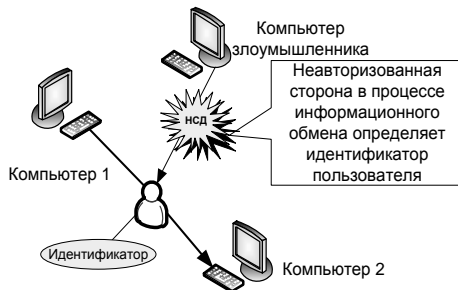 Компьютер
злоумышленника
Неавторизованная
сторона в процессе
информационного
обмена определяет
идентификатор
пользователя
НСД
Компьютер 1
Идентификатор
Компьютер 2